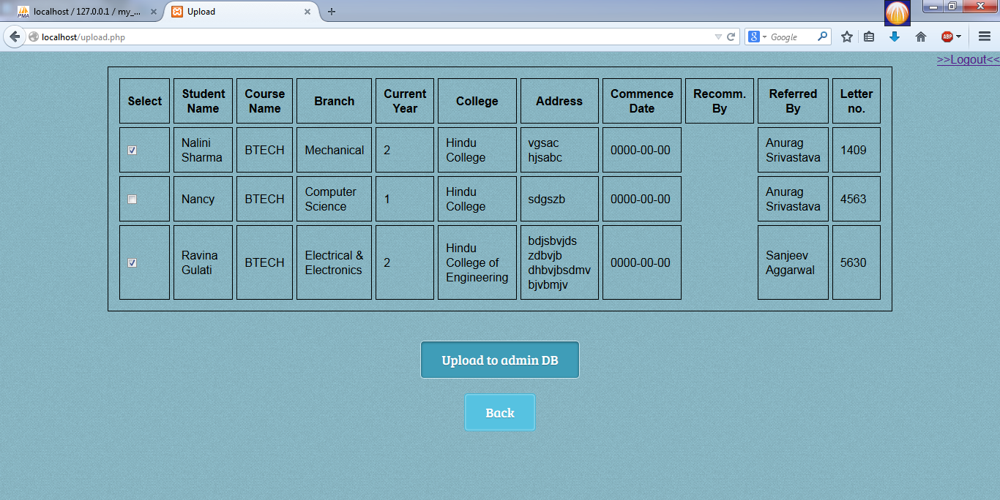 localhost / 127.0.0.1 / my_...
Upload
localhost/upload.php
Google
ABP
>>Logout<<
Select Student Name Course Name Branch Current Year College Address Commence Date Recomm. By Referred By Letter no.
Nalini Sharma BTECH Mechanical 2 Hindu College vgsac hjsabc 0000-00-00 Anurag Srivastava 1409
Nancy BTECH Computer Science 1 Hindu College sdgszb 0000-00-00 Anurag Srivastava 4563
Ravina Gulati BTECH Electrical & Electronics 2 Hindu College of Engineering bdjsbvjds zdbvjb dhbvjbsdmv bjvbmjv 0000-00-00 Sanjeev Aggarwal 5630
Upload to admin DB
Back